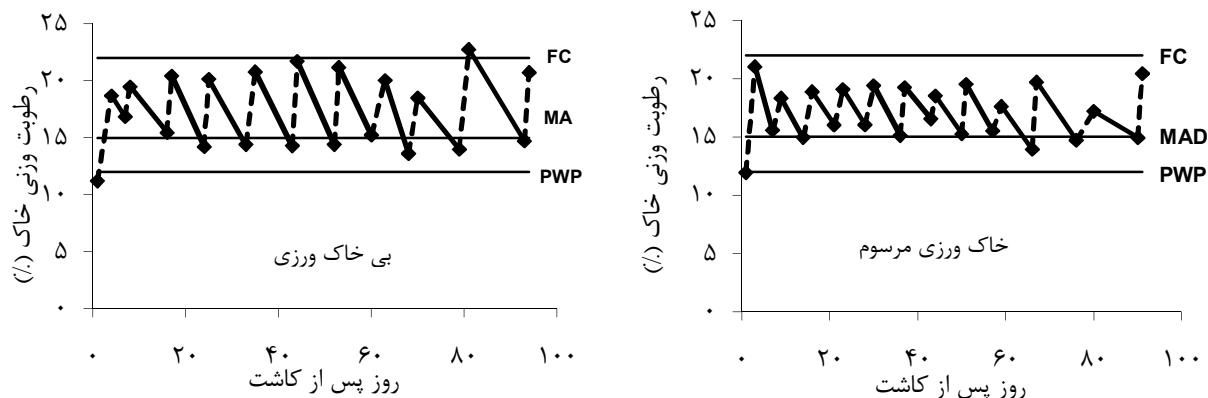 رطوبت وزنی خاک (٪)
۲۵
۲۰
۱۵
۱۰
۵
۰
FC
MA
PWP
بی خاک ورزی
۰ ۲۰ ۴۰ ۶۰ ۸۰ ۱۰۰
روز پس از کاشت
رطوبت وزنی خاک (٪)
۲۵
۲۰
۱۵
۱۰
۵
۰
FC
MAD
PWP
خاک ورزی مرسوم
۰ ۲۰ ۴۰ ۶۰ ۸۰ ۱۰۰
روز پس از کاشت